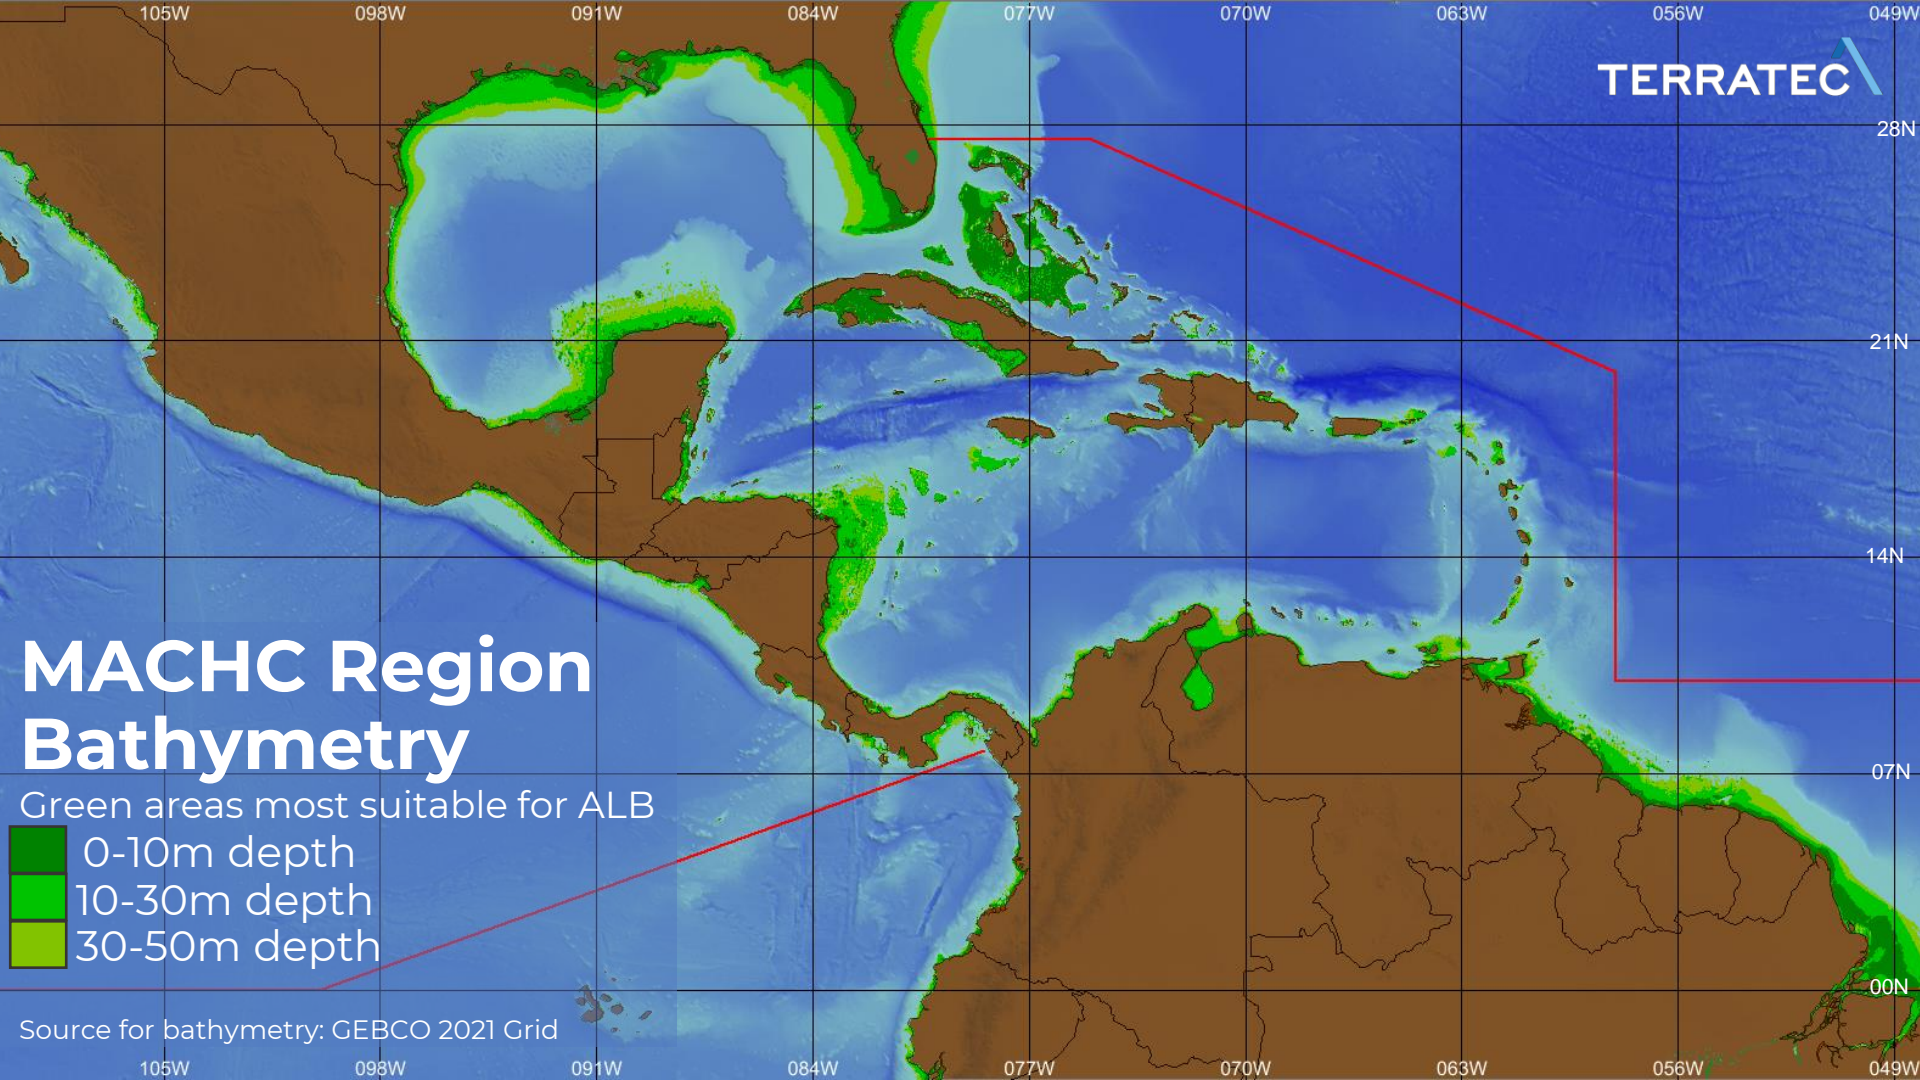 105W 098W 091W 084W 077W 070W 063W 056W 049W
TERRATEC
28N
21N
14N
07N
00N
MACHC Region
Bathymetry
Green areas most suitable for ALB
0-10m depth
10-30m depth
30-50m depth
Source for bathymetry: GEBCO 2021 Grid
105W 098W 091W 084W 077W 070W 063W 056W 049W